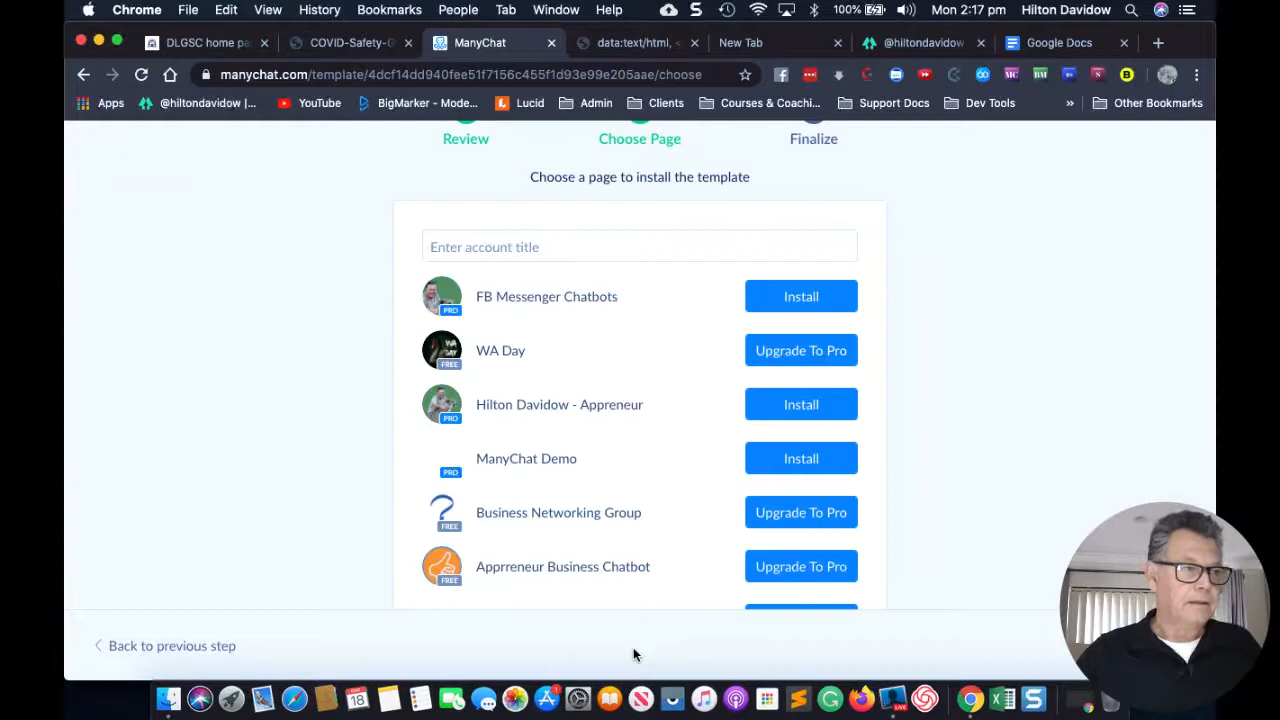 Chrome File Edit View History Bookmarks People Tab Window Help 100% Mon 2:17 pm Hilton Davidow
DLGSC home pa COVID-Safety-G ManyChat data:text/html, < New Tab @hiltondavidow Google Docs
manychat.com/template/4dcf14dd940fee51f7156c455f1d93e99e205aae/choose
Apps @hiltondavidow |... YouTube BigMarker - Mode... Lucid Admin Clients Courses & Coachi... Support Docs Dev Tools » Other Bookmarks
Review Choose Page Finalize
Choose a page to install the template
Enter account title
FB Messenger Chatbots Install
PRO
WA Day Upgrade To Pro
FREE
Hilton Davidow - Appreneur Install
PRO
ManyChat Demo Install
PRO
Business Networking Group Upgrade To Pro
FREE
Apprreneur Business Chatbot Upgrade To Pro
FREE
Back to previous step